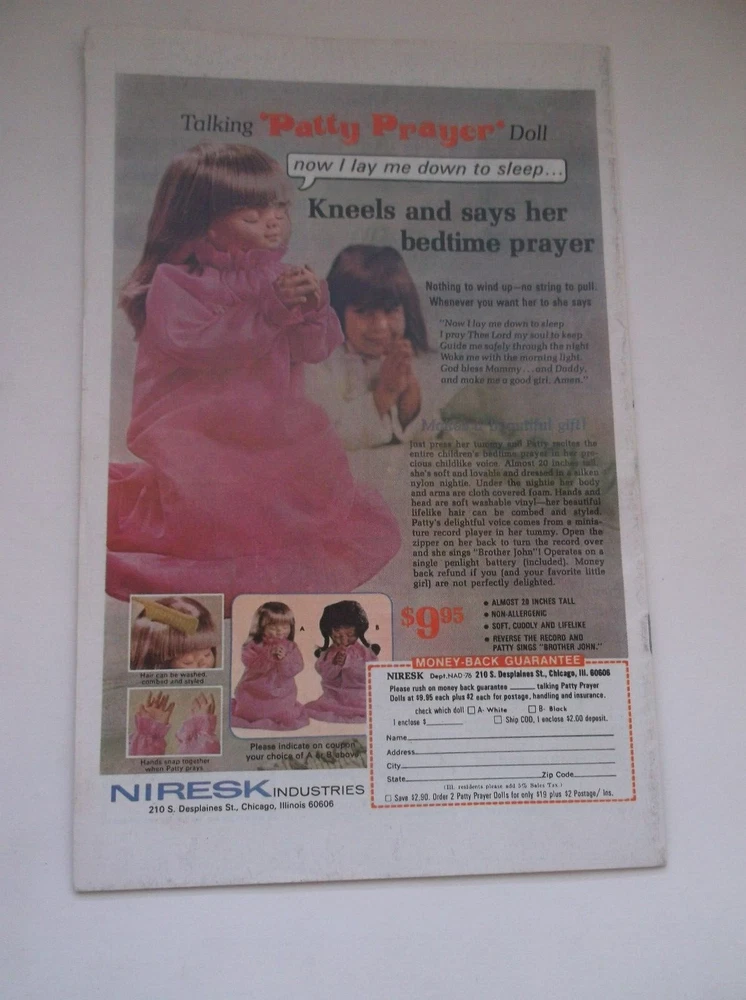 Talking "Patty Prayer" Doll
now I lay me down to sleep...
Kneels and says her
bedtime prayer
Nothing to wind up—no string to pull.
Whenever you want her to she says
"Now I lay me down to sleep
I pray Thee Lord my soul to keep
Guide me safely through the night
Wake me with the morning light.
God bless Mommy...and Daddy,
and make me a good girl. Amen."
Makes a beautiful gift!
Just press her tummy and Patty recites the
entire children's bedtime prayer in her pre-
cious childlike voice. Almost 20 inches tall,
she's soft and lovable and dressed in a silken
nylon nightie. Under the nightie her body
and arms are cloth covered foam. Hands and
head are soft washable vinyl—her beautiful
lifelike hair can be combed and styled.
Patty's delightful voice comes from a minia-
ture record player in her tummy. Open the
zipper on her back to turn the record over
and she sings "Brother John"! Operates on a
single penlight battery (included). Money
back refund if you (and your favorite little
girl) are not perfectly delighted.
$9.95
• ALMOST 20 INCHES TALL
• NON-ALLERGENIC
• SOFT, CUDDLY AND LIFELIKE
• REVERSE THE RECORD AND
PATTY SINGS "BROTHER JOHN."
Hair can be washed,
combed and styled
Hands snap together
when Patty prays
A
B
Please indicate on coupon
your choice of A or B above
NIRESK INDUSTRIES
210 S. Desplaines St., Chicago, Illinois 60606
MONEY-BACK GUARANTEE
NIRESK Dept.NAD-76 210 S. Desplaines St., Chicago, Ill. 60606
Please rush on money back guarantee ______ talking Patty Prayer
Dolls at $9.95 each plus $2 each for postage, handling and insurance.
check which doll □ A- White □ B- Black
I enclose $______ □ Ship COD, I enclose $2.00 deposit.
Name
Address
City
State Zip Code
(Ill. residents please add 5% Sales Tax)
□ Save $2.90. Order 2 Patty Prayer Dolls for only $19 plus $2 Postage/Ins.